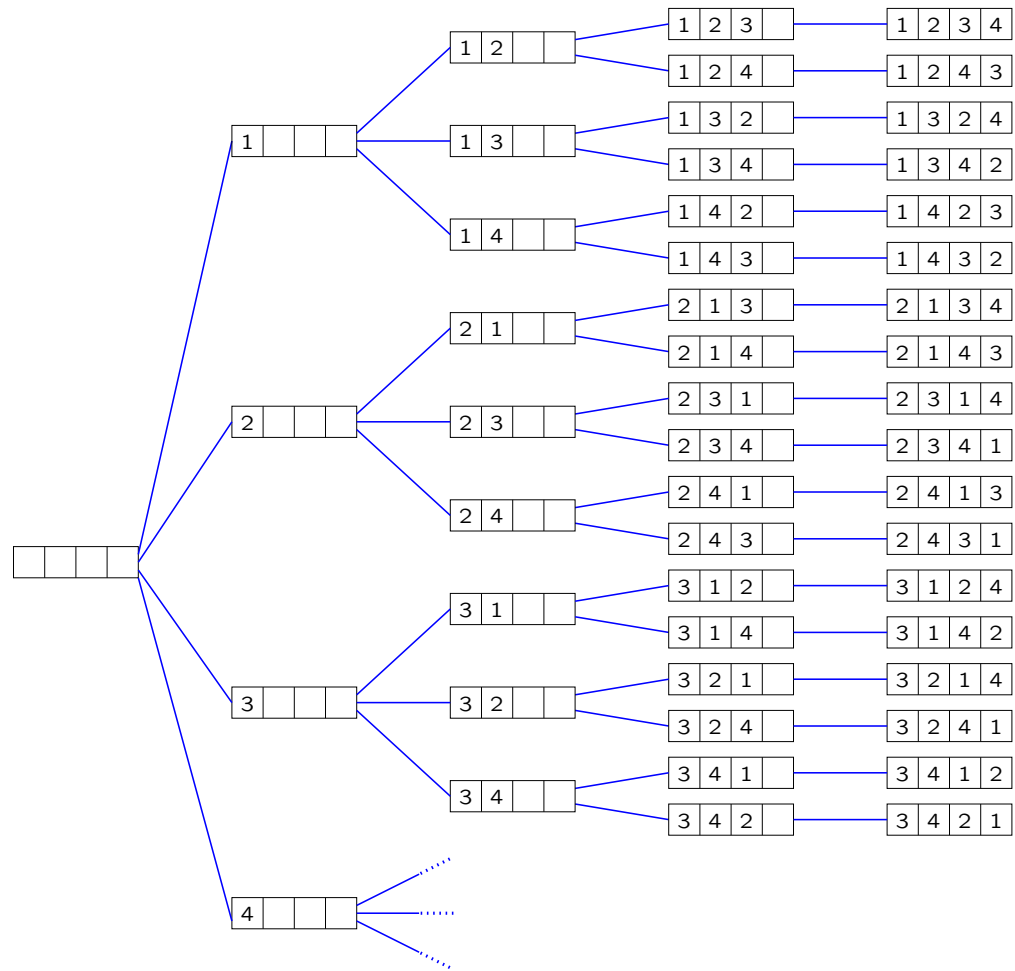 1 2 3
1 2 3 4
1 2
1 2 4
1 2 4 3
1 3 2
1 3 2 4
1
1 3
1 3 4
1 3 4 2
1 4 2
1 4 2 3
1 4
1 4 3
1 4 3 2
2 1 3
2 1 3 4
2 1
2 1 4
2 1 4 3
2 3 1
2 3 1 4
2
2 3
2 3 4
2 3 4 1
2 4 1
2 4 1 3
2 4
2 4 3
2 4 3 1
3 1 2
3 1 2 4
3 1
3 1 4
3 1 4 2
3 2 1
3 2 1 4
3
3 2
3 2 4
3 2 4 1
3 4 1
3 4 1 2
3 4
3 4 2
3 4 2 1
4